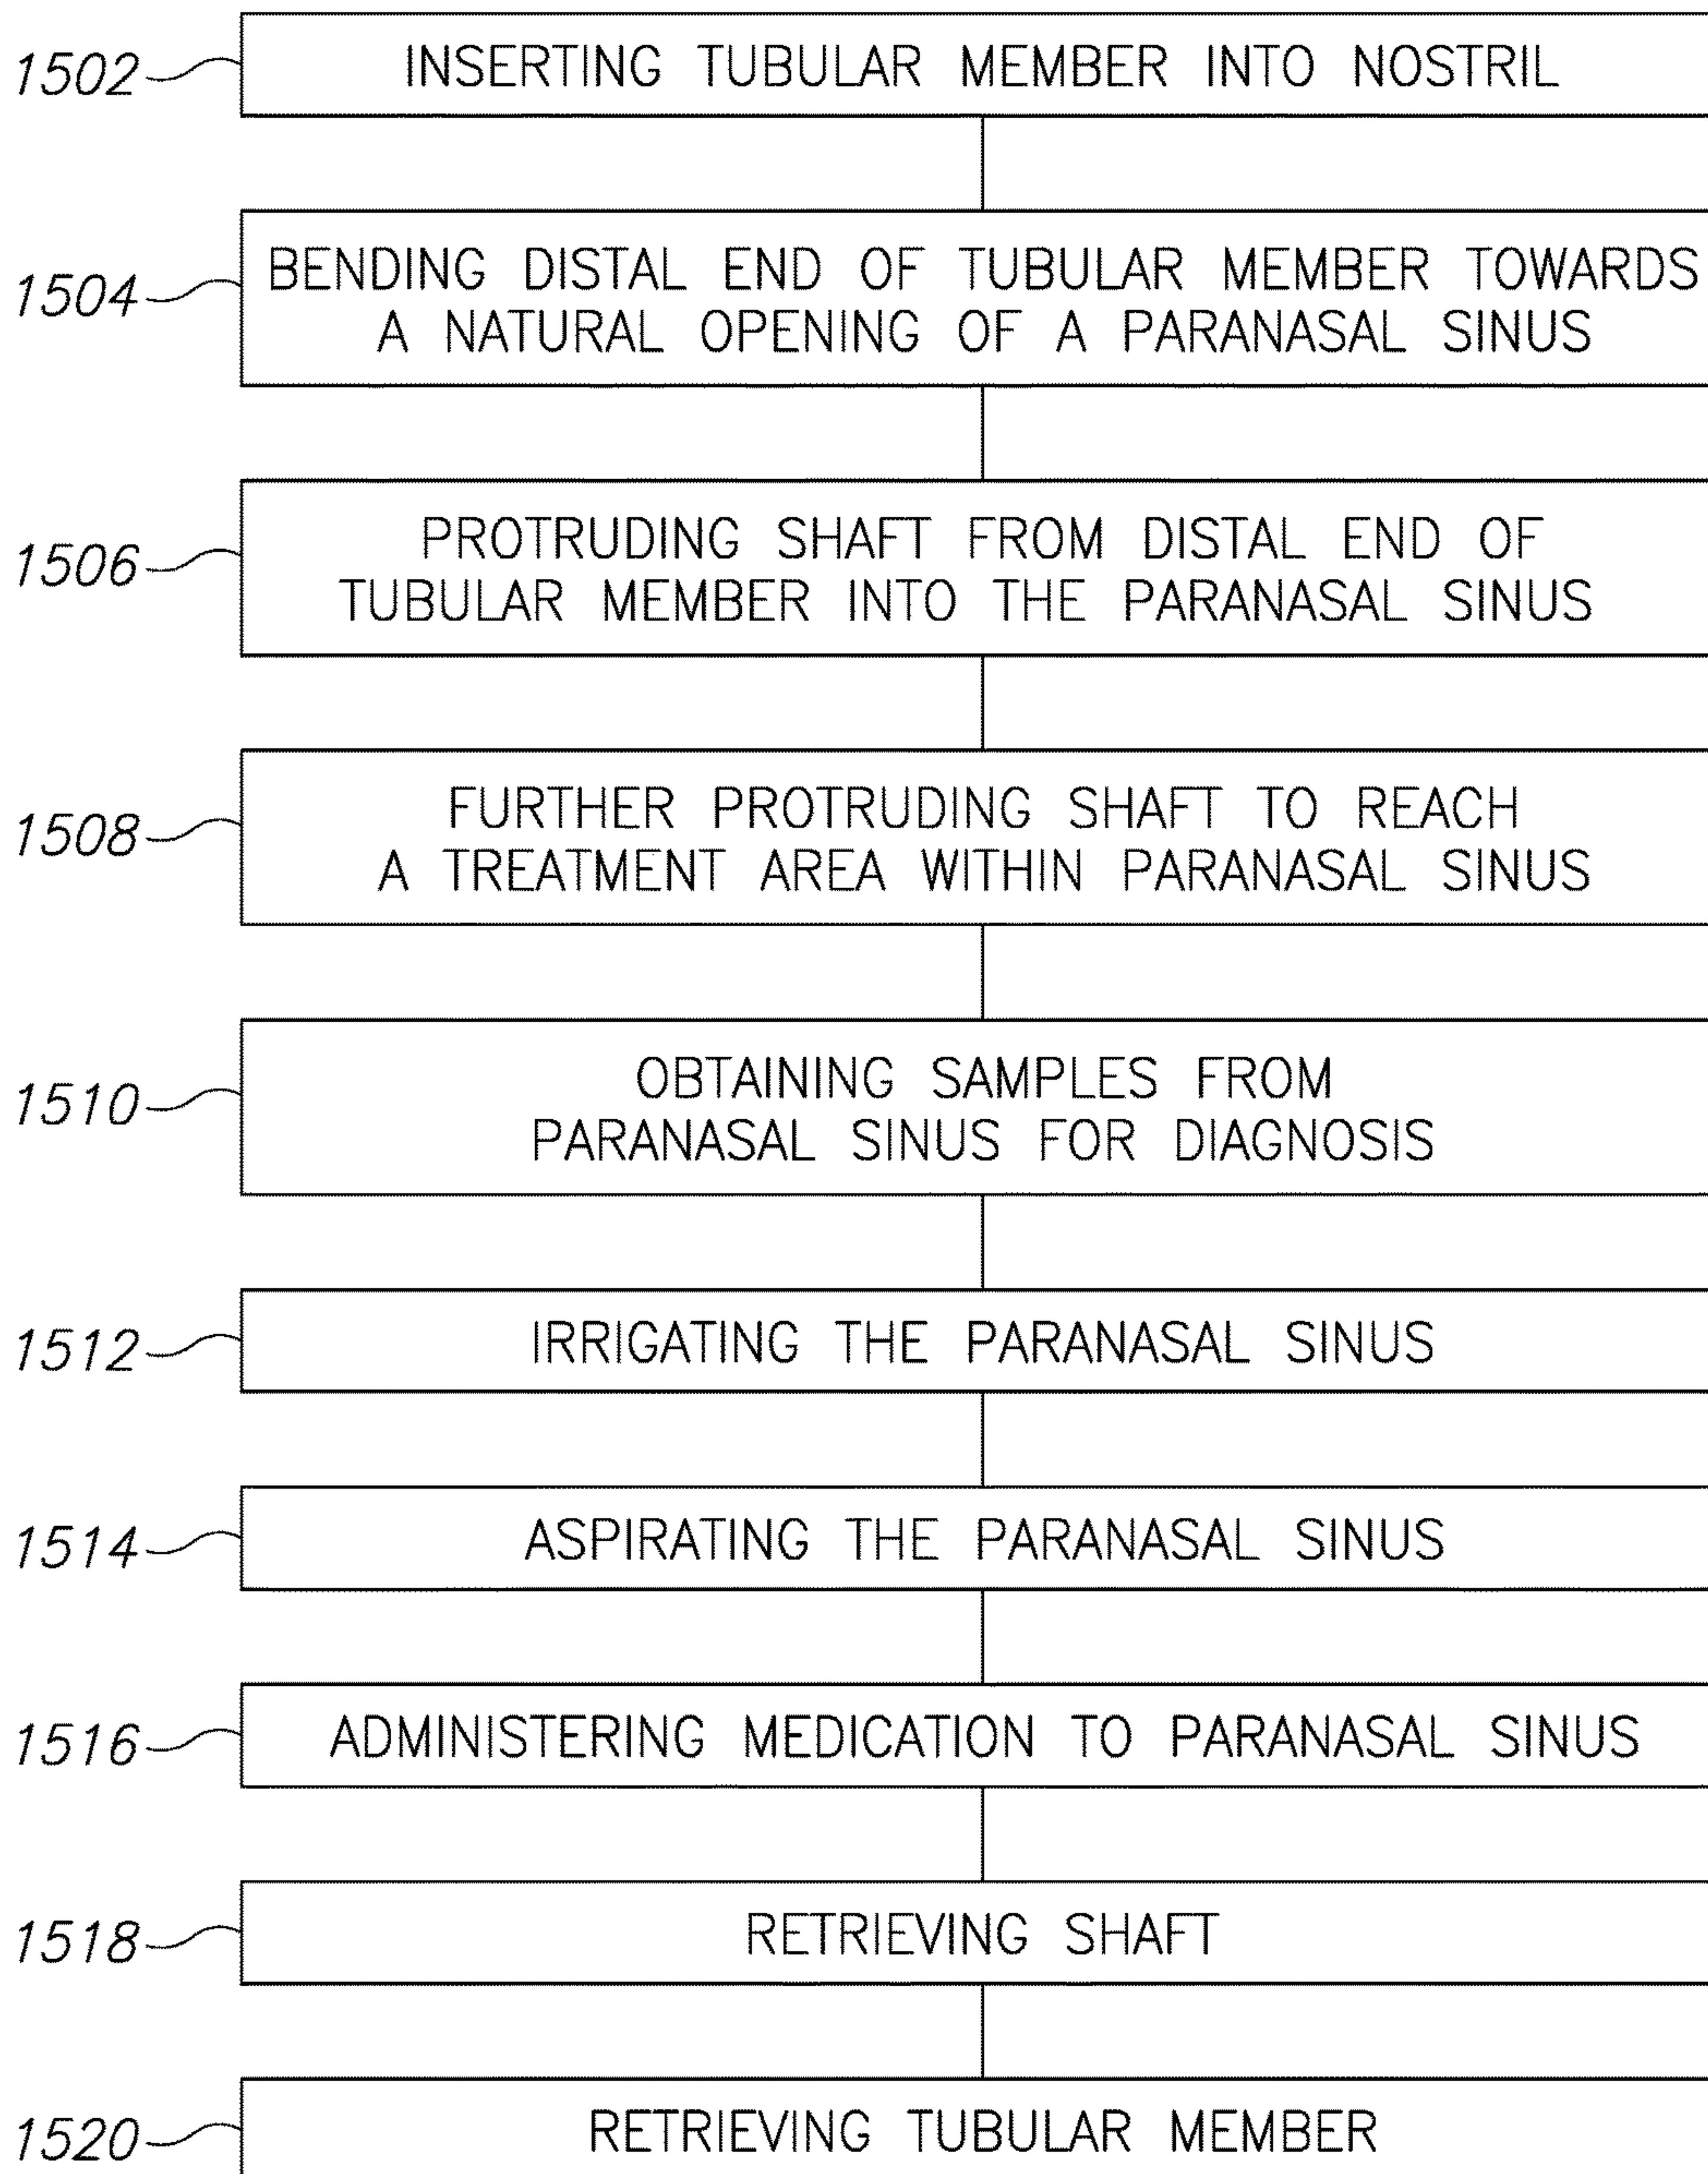 1502 INSERTING TUBULAR MEMBER INTO NOSTRIL
1504 BENDING DISTAL END OF TUBULAR MEMBER TOWARDS
A NATURAL OPENING OF A PARANASAL SINUS
1506 PROTRUDING SHAFT FROM DISTAL END OF
TUBULAR MEMBER INTO THE PARANASAL SINUS
1508 FURTHER PROTRUDING SHAFT TO REACH
A TREATMENT AREA WITHIN PARANASAL SINUS
1510 OBTAINING SAMPLES FROM
PARANASAL SINUS FOR DIAGNOSIS
1512 IRRIGATING THE PARANASAL SINUS
1514 ASPIRATING THE PARANASAL SINUS
1516 ADMINISTERING MEDICATION TO PARANASAL SINUS
1518 RETRIEVING SHAFT
1520 RETRIEVING TUBULAR MEMBER